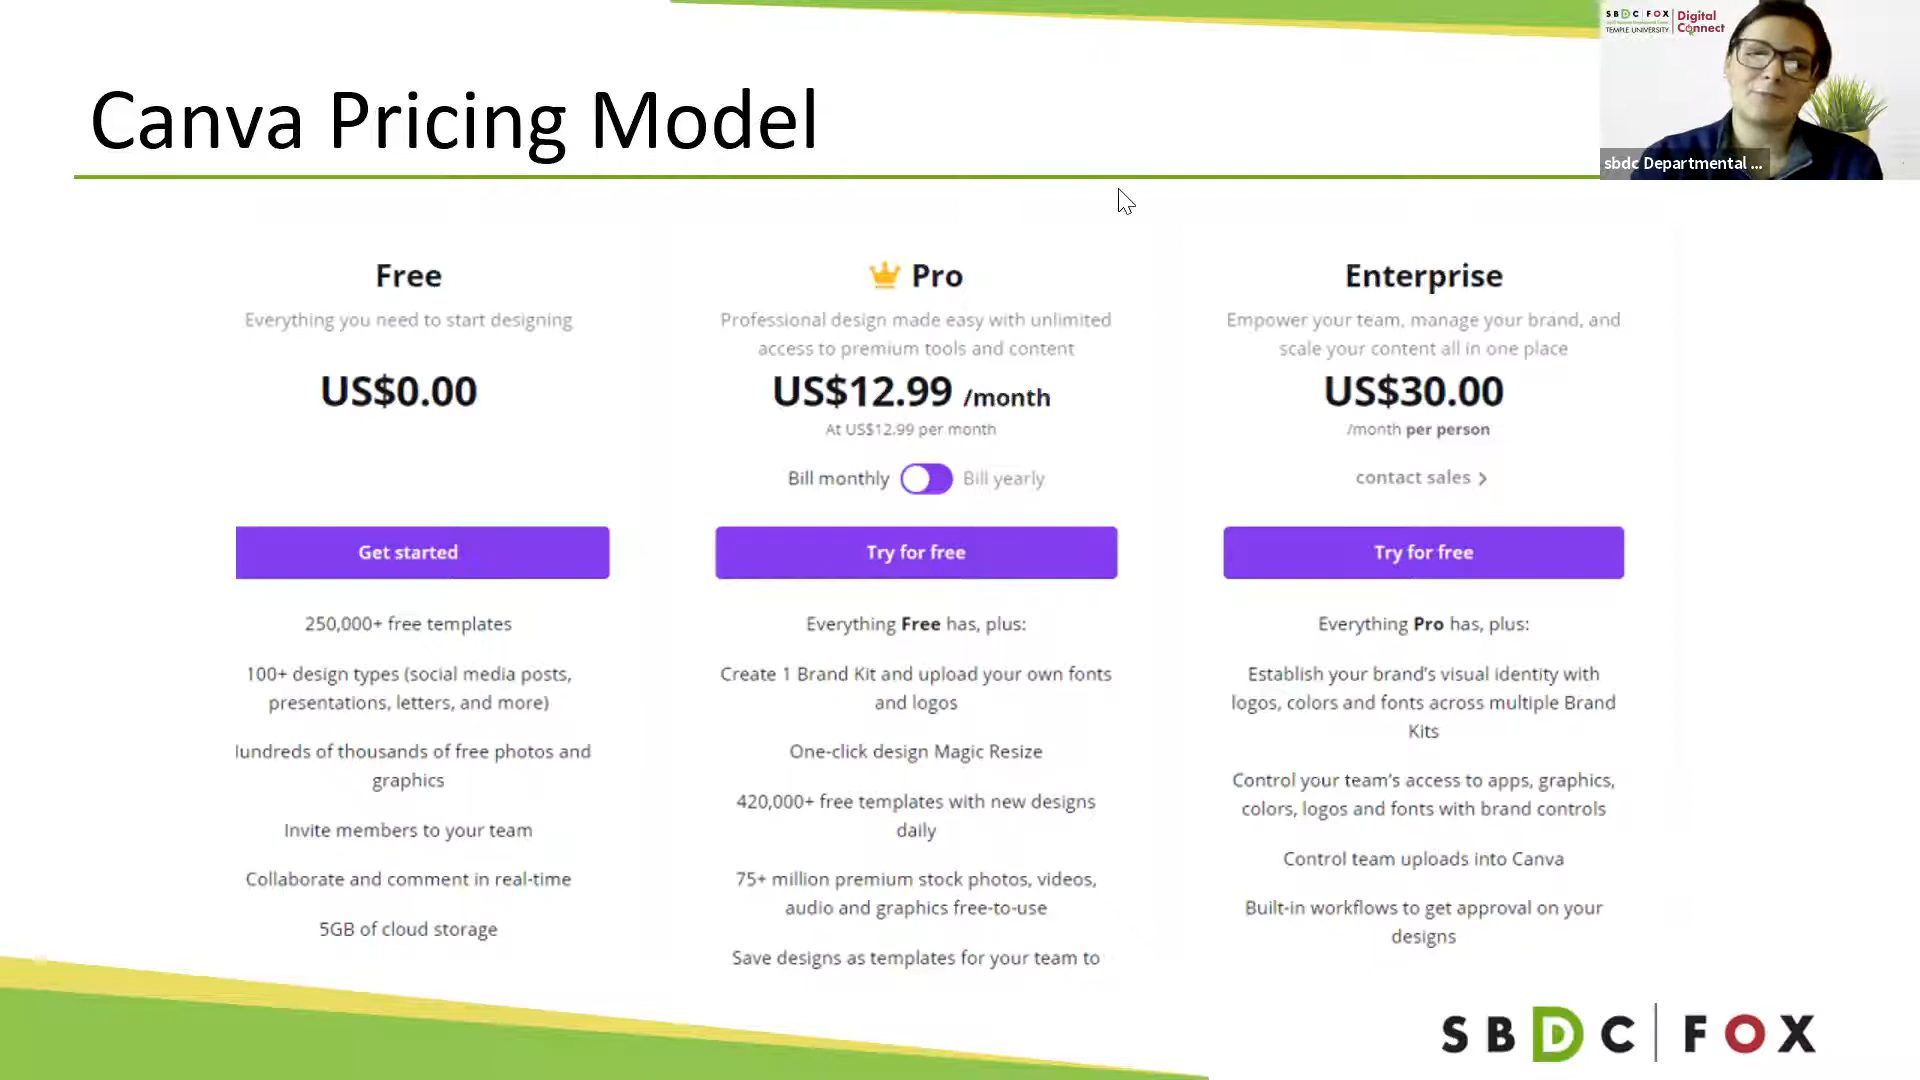 Canva Pricing Model
SBDC FOX
TEMPLE UNIVERSITY
Digital
Connect
sbdc Departmental ...
Free
Everything you need to start designing
US$0.00
Get started
250,000+ free templates
100+ design types (social media posts,
presentations, letters, and more)
undreds of thousands of free photos and
graphics
Invite members to your team
Collaborate and comment in real-time
5GB of cloud storage
Pro
Professional design made easy with unlimited
access to premium tools and content
US$12.99 /month
At US$12.99 per month
Bill monthly Bill yearly
Try for free
Everything Free has, plus:
Create 1 Brand Kit and upload your own fonts
and logos
One-click design Magic Resize
420,000+ free templates with new designs
daily
75+ million premium stock photos, videos,
audio and graphics free-to-use
Save designs as templates for your team to
Enterprise
Empower your team, manage your brand, and
scale your content all in one place
US$30.00
/month per person
contact sales
Try for free
Everything Pro has, plus:
Establish your brand's visual identity with
logos, colors and fonts across multiple Brand
Kits
Control your team's access to apps, graphics,
colors, logos and fonts with brand controls
Control team uploads into Canva
Built-in workflows to get approval on your
designs
SBDC FOX